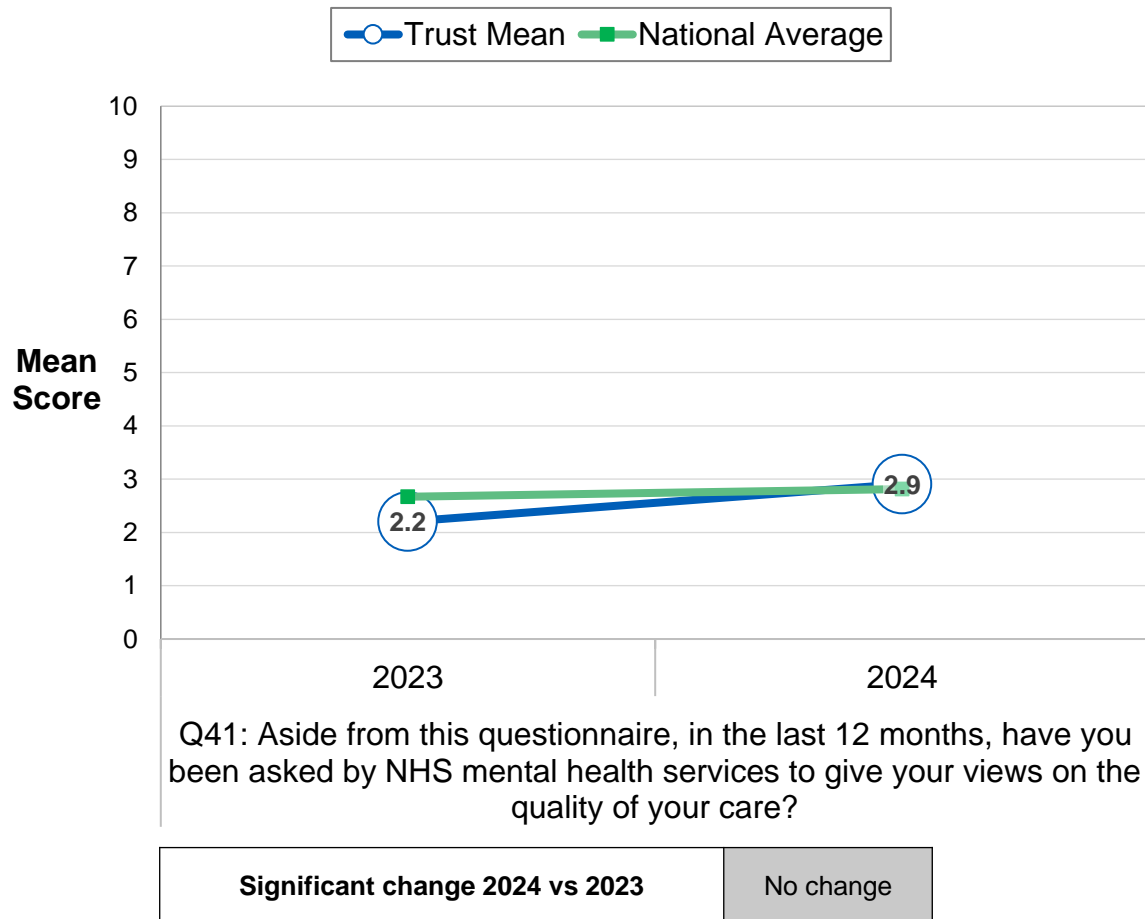 Trust Mean National Average
10
9
8
7
6
5
4
3
2
1
0
Mean
Score
2.2
2.9
2023 2024
Q41: Aside from this questionnaire, in the last 12 months, have you
been asked by NHS mental health services to give your views on the
quality of your care?
Significant change 2024 vs 2023 No change